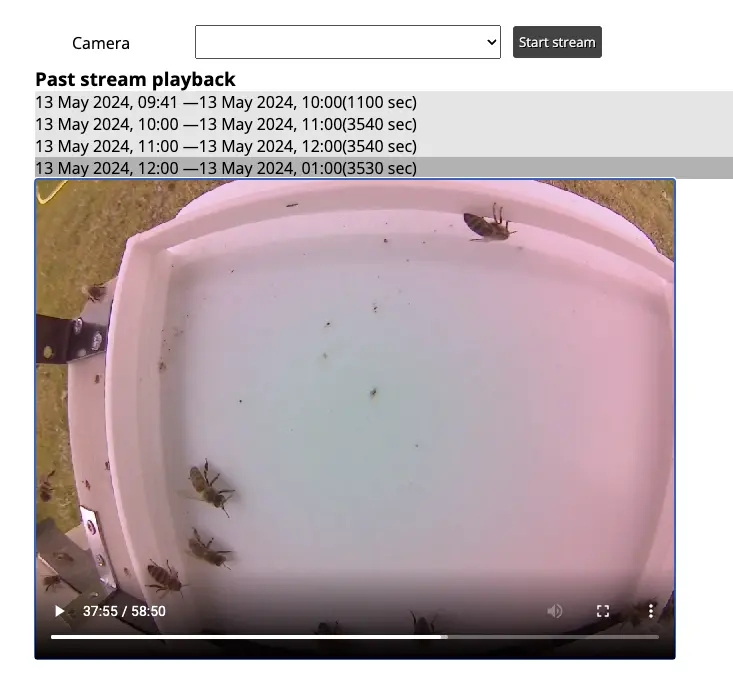 Camera
Start stream
Past stream playback
13 May 2024, 09:41 —13 May 2024, 10:00(1100 sec)
13 May 2024, 10:00 —13 May 2024, 11:00(3540 sec)
13 May 2024, 11:00 —13 May 2024, 12:00(3540 sec)
13 May 2024, 12:00 —13 May 2024, 01:00(3530 sec)
37:55 / 58:50